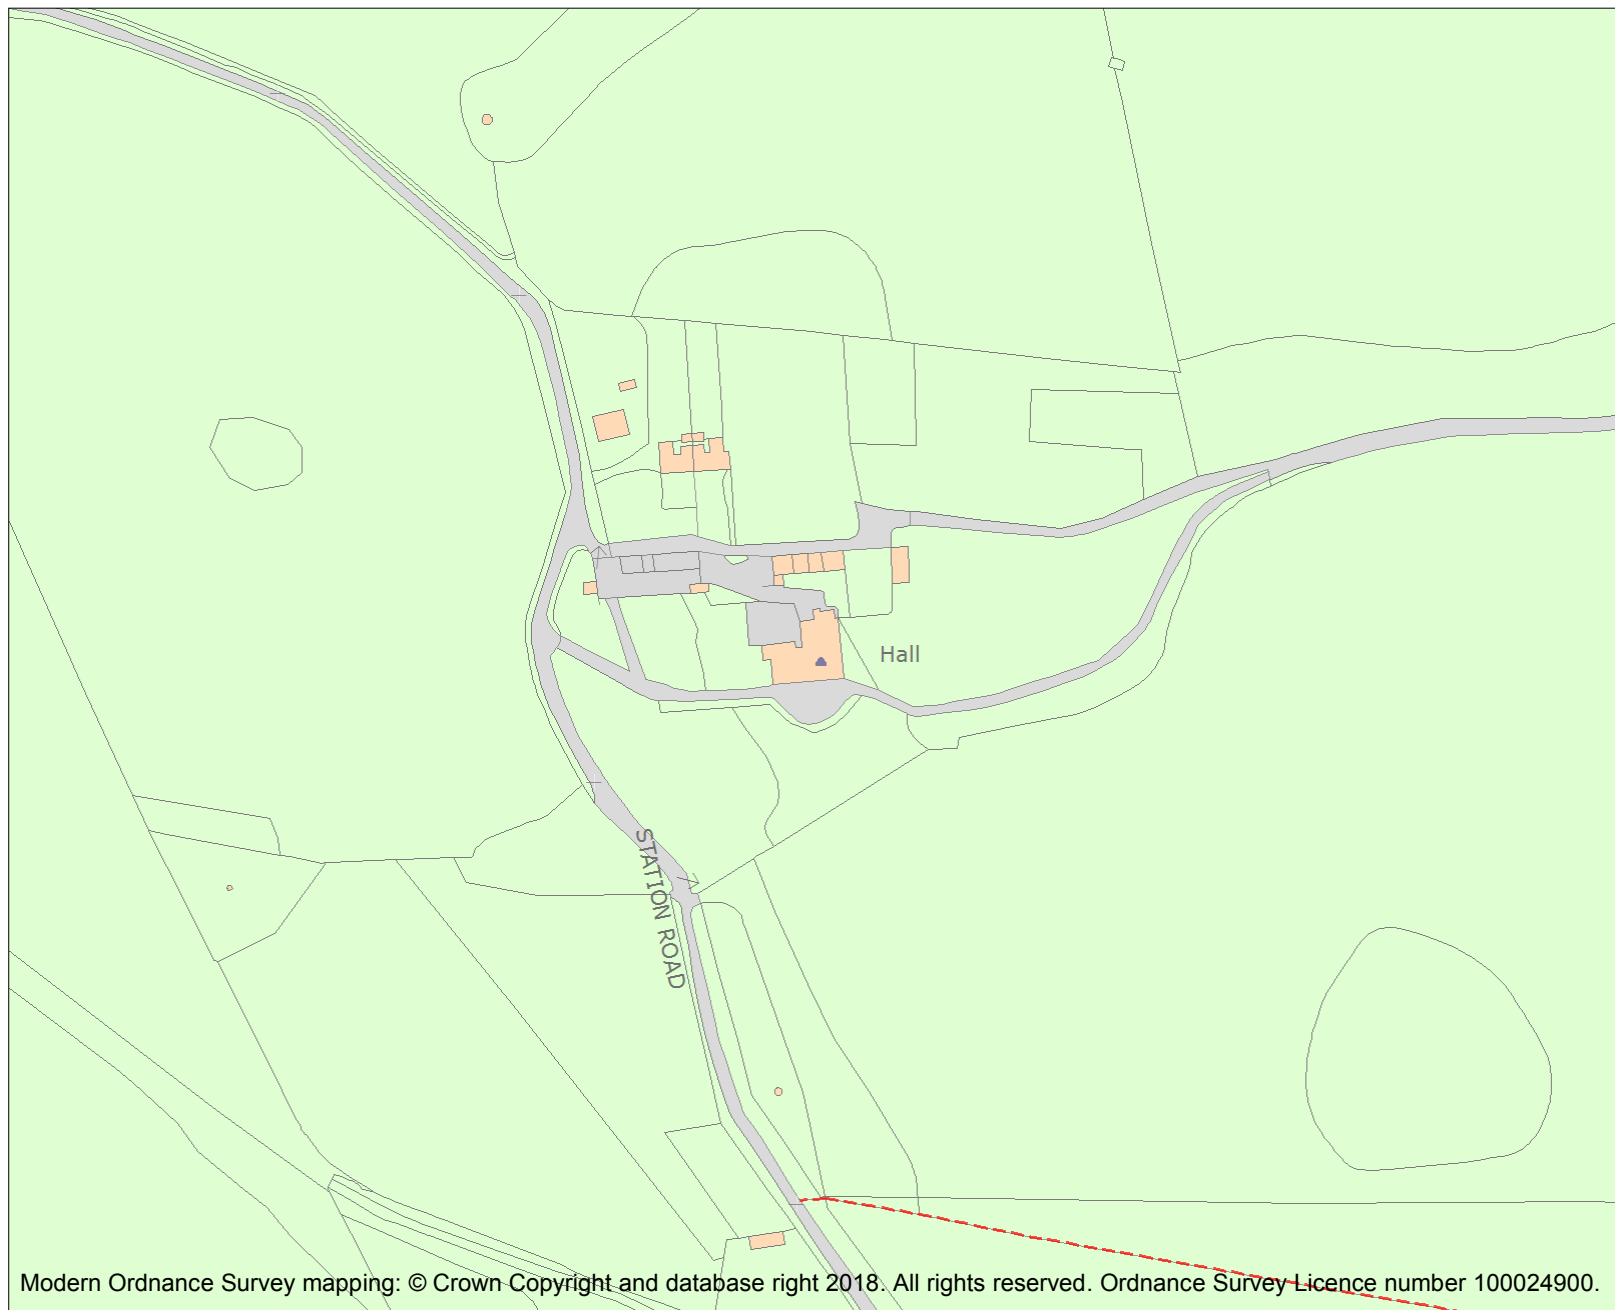 Hall
STATION ROAD
Modern Ordnance Survey mapping: © Crown Copyright and database right 2018. All rights reserved. Ordnance Survey Licence number 100024900.